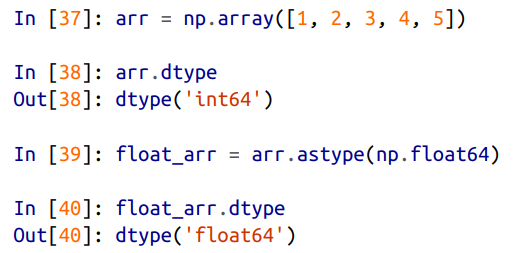 In [37]: arr = np.array([1, 2, 3, 4, 5])
In [38]: arr.dtype
Out[38]: dtype('int64')
In [39]: float_arr = arr.astype(np.float64)
In [40]: float_arr.dtype
Out[40]: dtype('float64')